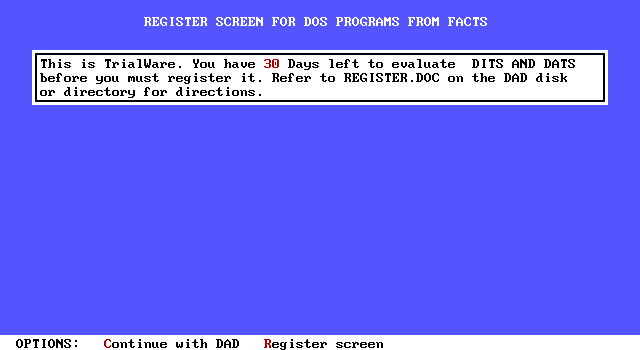 REGISTER SCREEN FOR DOS PROGRAMS FROM FACTS
This is TrialWare. You have 30 Days left to evaluate  DITS AND DATS
before you must register it. Refer to REGISTER.DOC on the DAD disk
or directory for directions.
OPTIONS:   Continue with DAD   Register screen